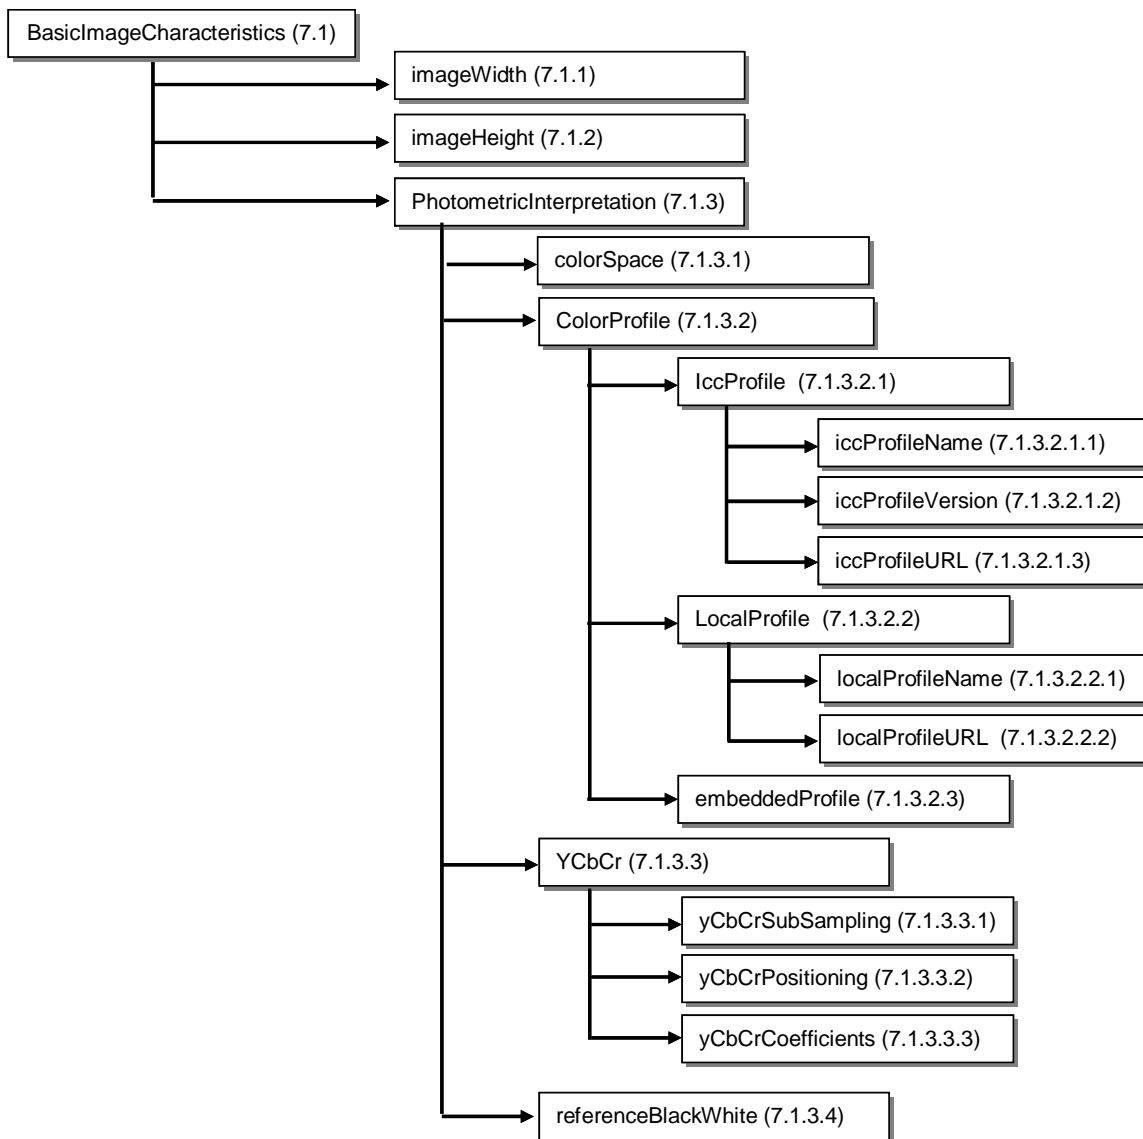 BasicImageCharacteristics (7.1)
imageWidth (7.1.1)
imageHeight (7.1.2)
PhotometricInterpretation (7.1.3)
colorSpace (7.1.3.1)
ColorProfile (7.1.3.2)
IccProfile  (7.1.3.2.1)
iccProfileName (7.1.3.2.1.1)
iccProfileVersion (7.1.3.2.1.2)
iccProfileURL (7.1.3.2.1.3)
LocalProfile  (7.1.3.2.2)
localProfileName (7.1.3.2.2.1)
localProfileURL  (7.1.3.2.2.2)
embeddedProfile (7.1.3.2.3)
YCbCr (7.1.3.3)
yCbCrSubSampling (7.1.3.3.1)
yCbCrPositioning (7.1.3.3.2)
yCbCrCoefficients (7.1.3.3.3)
referenceBlackWhite (7.1.3.4)